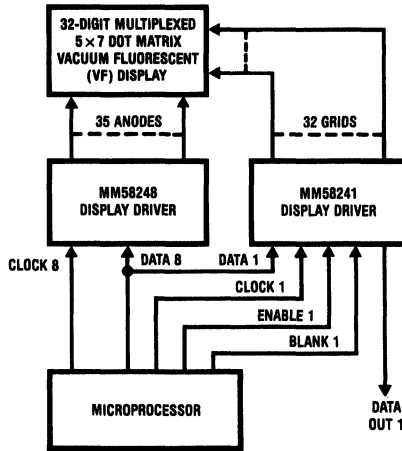 32-DIGIT MULTIPLEXED
5 × 7 DOT MATRIX
VACUUM FLUORESCENT
(VF) DISPLAY
35 ANODES
32 GRIDS
MM58248
DISPLAY DRIVER
MM58241
DISPLAY DRIVER
CLOCK 8
DATA 8
DATA 1
CLOCK 1
ENABLE 1
BLANK 1
MICROPROCESSOR
DATA
OUT 1